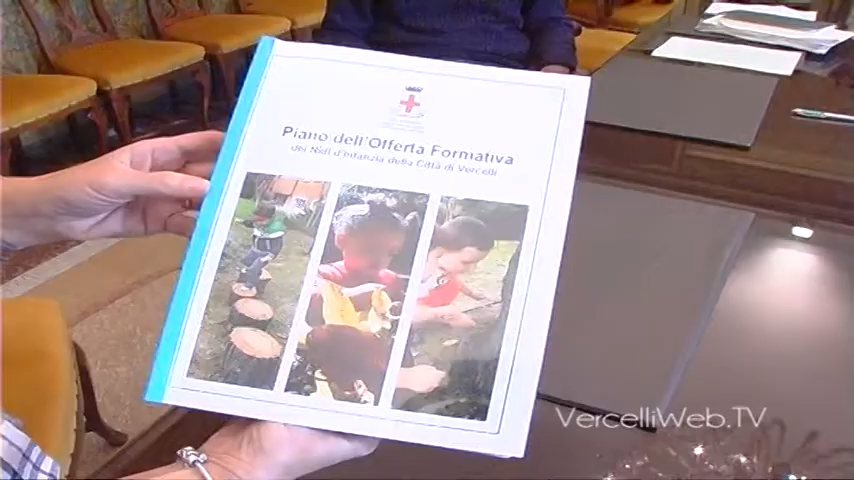 Piano dell'Offerta Formativa
dei Nidi d'Infanzia della Città di Vercelli
VercelliWeb.TV